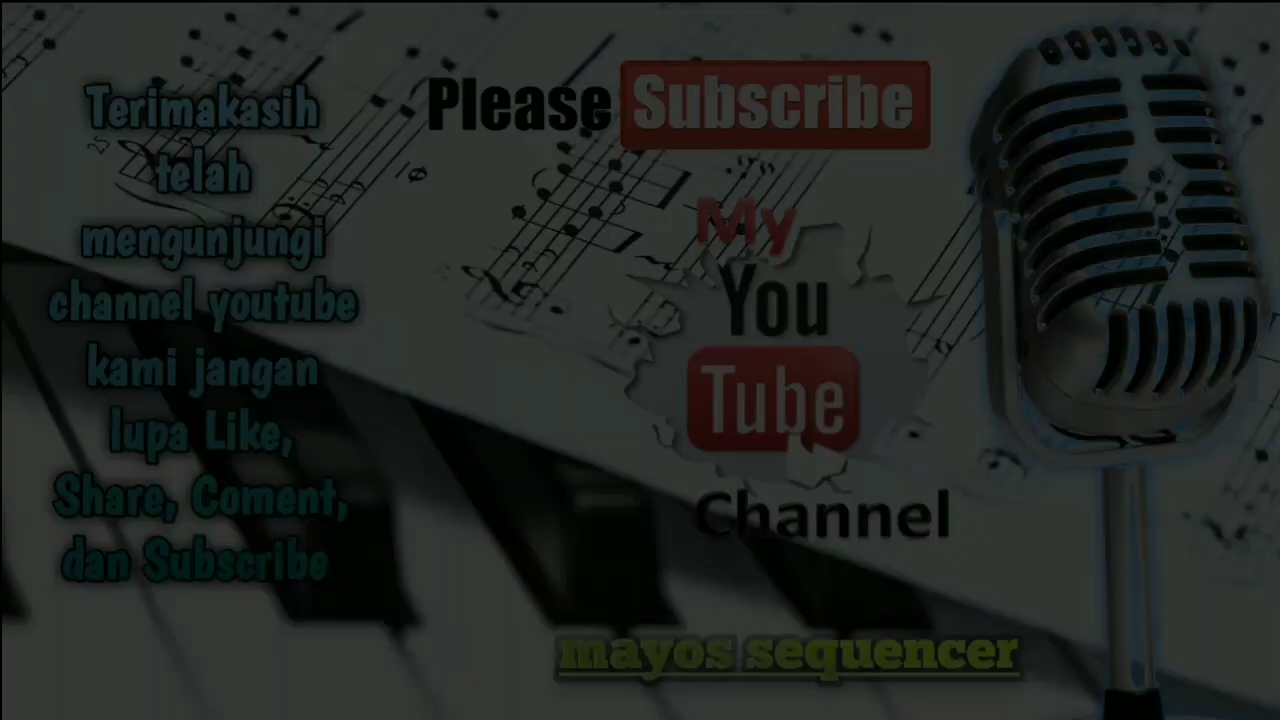 Terimakasih
telah
mengunjungi
channel youtube
kami jangan
lupa Like,
Share, Coment,
dan Subscribe
Please Subscribe
My
You
Tube
Channel
mayos sequencer